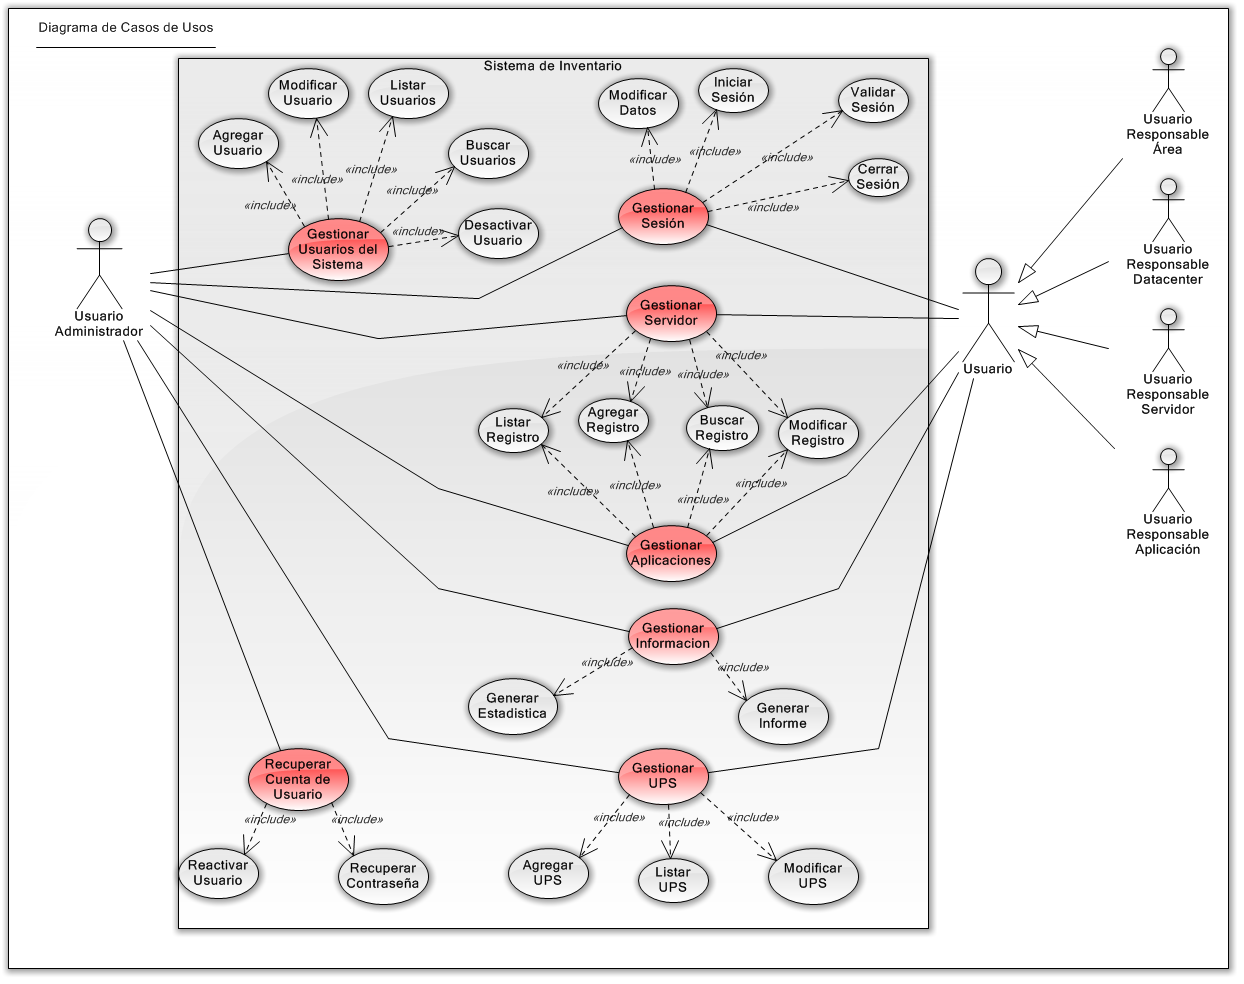 Diagrama de Casos de Usos
Sistema de Inventario
Modificar
Usuario
Listar
Usuarios
Agregar
Usuario
Buscar
Usuarios
Desactivar
Usuario
«include»
«include»
«include»
«include»
«include»
Gestionar
Usuarios del
Sistema
Modificar
Datos
Iniciar
Sesión
Validar
Sesión
Cerrar
Sesión
«include»
«include»
«include»
«include»
Gestionar
Sesión
Usuario
Administrador
Usuario
Usuario
Responsable
Área
Usuario
Responsable
Datacenter
Usuario
Responsable
Servidor
Usuario
Responsable
Aplicación
Gestionar
Servidor
«include»
«include»
«include»
«include»
Listar
Registro
Agregar
Registro
Buscar
Registro
Modificar
Registro
«include»
«include»
«include»
«include»
Gestionar
Aplicaciones
Gestionar
Informacion
«include»
«include»
Generar
Estadistica
Generar
Informe
Recuperar
Cuenta de
Usuario
«include»
«include»
Reactivar
Usuario
Recuperar
Contraseña
Gestionar
UPS
«include»
«include»
«include»
Agregar
UPS
Listar
UPS
Modificar
UPS